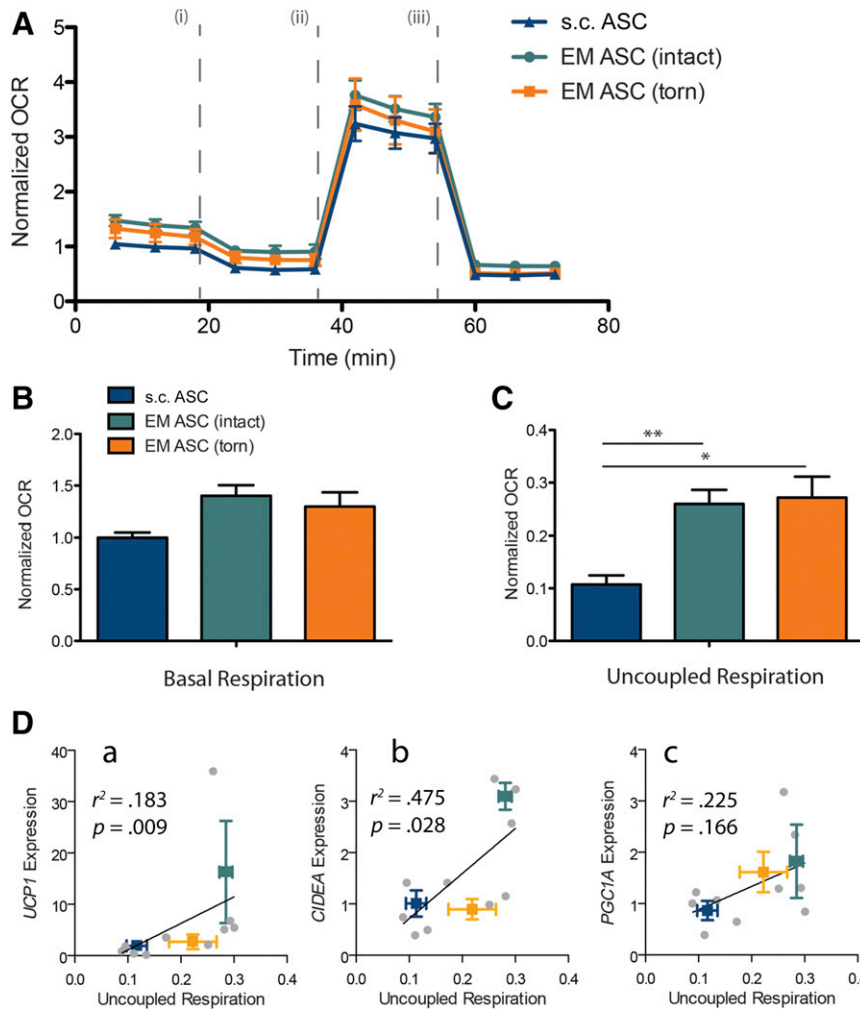 A
(i)
(ii)
(iii)
s.c. ASC
EM ASC (intact)
EM ASC (torn)
Normalized OCR
5
4
3
2
1
0
0
20
40
60
80
Time (min)
B
s.c. ASC
EM ASC (intact)
EM ASC (torn)
Normalized OCR
2.0
1.5
1.0
0.5
0.0
Basal Respiration
C
Normalized OCR
0.4
0.3
0.2
0.1
0.0
**
*
Uncoupled Respiration
D
a
UCP1 Expression
40
30
20
10
0
r² = .183
p = .009
0.0
0.1
0.2
0.3
0.4
Uncoupled Respiration
b
CIDEA Expression
4
3
2
1
0
r² = .475
p = .028
0.0
0.1
0.2
0.3
0.4
Uncoupled Respiration
c
PGC1A Expression
4
3
2
1
0
r² = .225
p = .166
0.0
0.1
0.2
0.3
0.4
Uncoupled Respiration